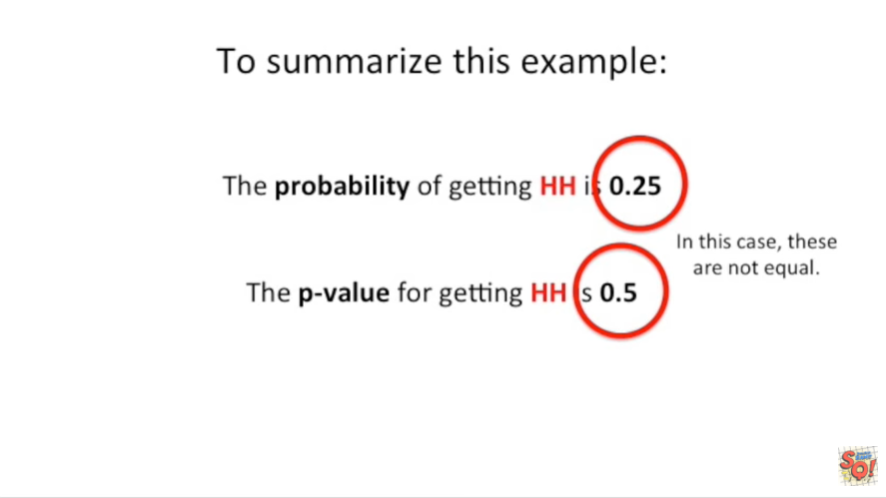 To summarize this example:
The probability of getting HH is 0.25
In this case, these
are not equal.
The p-value for getting HH is 0.5